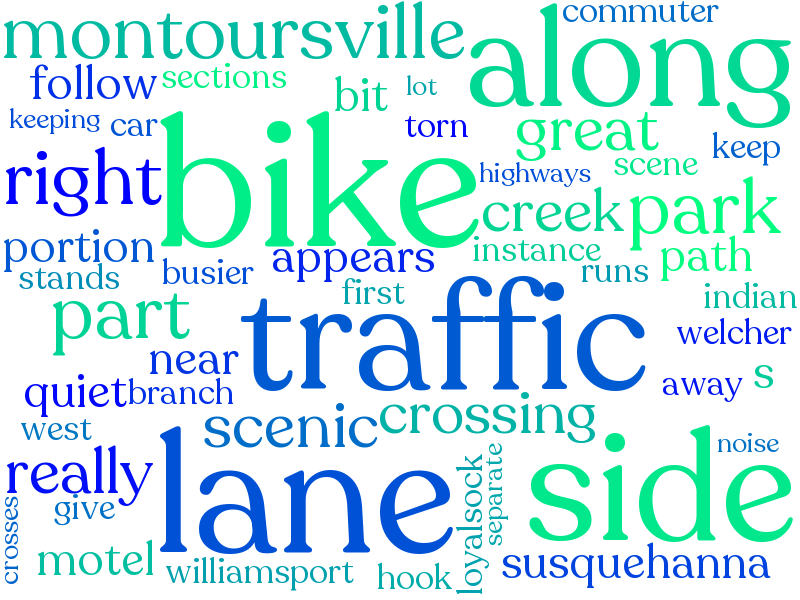 montoursville
commuter
along
follow
sections
bit
lot
keeping
car
torn
great
keep
bike
highways
scene
right
creek
park
portion
appears
instance
path
stands
busier
runs
first
indian
part
traffic
welcher
near
quiet
branch
away
s
west
scenic
crossing
lane
side
noise
really
crosses
give
loyalsock
separate
motel
williamsport
hook
susquehanna